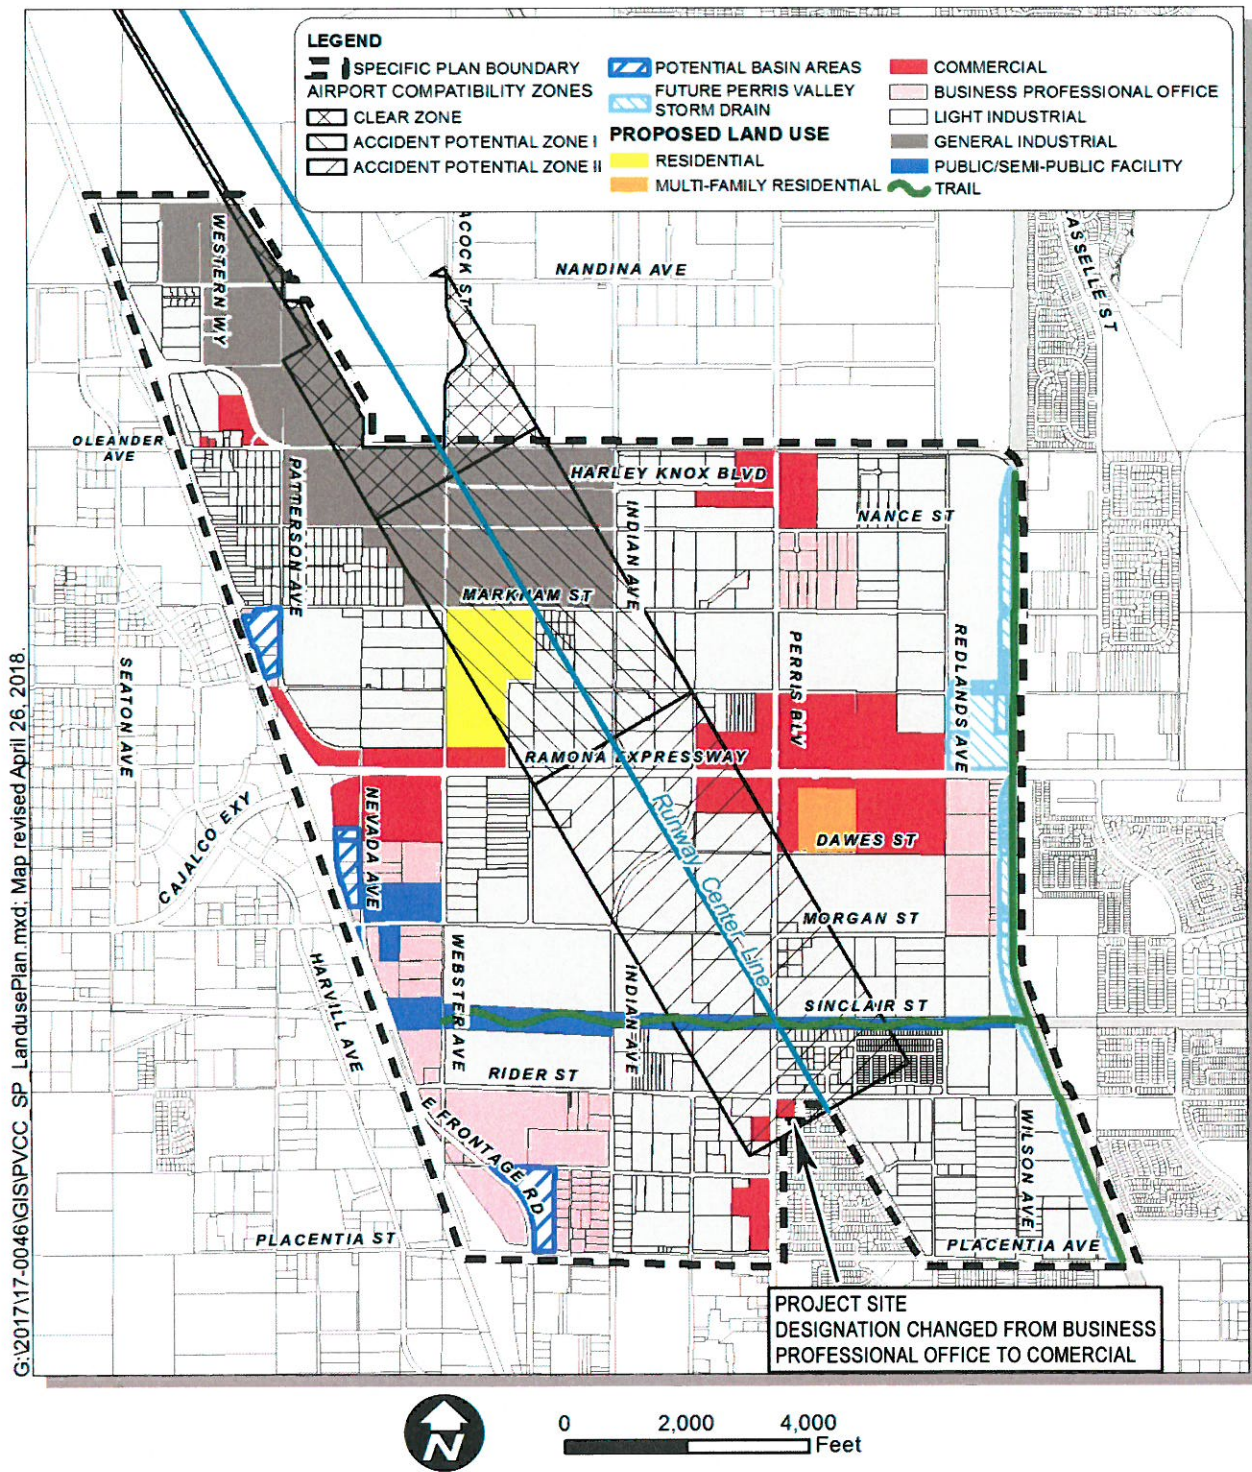 LEGEND
SPECIFIC PLAN BOUNDARY
AIRPORT COMPATIBILITY ZONES
CLEAR ZONE
ACCIDENT POTENTIAL ZONE I
ACCIDENT POTENTIAL ZONE II
POTENTIAL BASIN AREAS
FUTURE PERRIS VALLEY
STORM DRAIN
PROPOSED LAND USE
RESIDENTIAL
MULTI-FAMILY RESIDENTIAL
COMMERCIAL
BUSINESS PROFESSIONAL OFFICE
LIGHT INDUSTRIAL
GENERAL INDUSTRIAL
PUBLIC/SEMI-PUBLIC FACILITY
TRAIL
WESTERN WY
ACOCK ST
NANDINA AVE
ASSELLE ST
OLEANDER
AVE
PATTERSON AVE
HARLEY KNOX BLVD
INDIAN AVE
NANCE ST
MARKHAM ST
SEATON AVE
PERRIS BLV
REDLANDS AVE
RAMONA EXPRESSWAY
CAJALCO EXY
NEVADA AVE
Runway Center Line
DAWES ST
MORGAN ST
HARVILL AVE
WEBSTER AVE
INDIAN AVE
SINCLAIR ST
RIDER ST
E FRONTAGE RD
WILSON AVE
PLACENTIA ST
PLACENTIA AVE
PROJECT SITE
DESIGNATION CHANGED FROM BUSINESS
PROFESSIONAL OFFICE TO COMERCIAL
G:\2017\17-0046\GIS\PVCC_SP_LandusePlan.mxd; Map revised April 26, 2018.
N
0 2,000 4,000
Feet